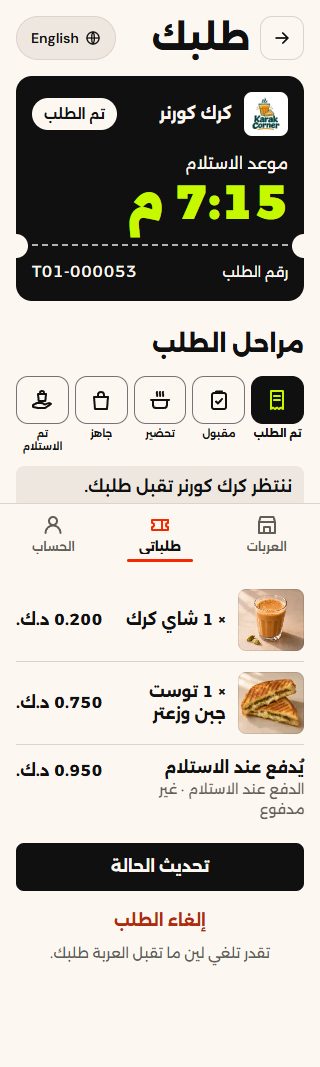 طلبك
English
كرك كورنر
تم الطلب
Karak
Corner
موعد الاستلام
7:15 م
رقم الطلب
T01-000053
مراحل الطلب
تم الطلب
مقبول
تحضير
جاهز
تم
الاستلام
ننتظر كرك كورنر تقبل طلبك.
العربات
طلباتي
الحساب
× 1 شاي كرك
0.200 د.ك.
× 1 توست
جبن وزعتر
0.750 د.ك.
يُدفع عند الاستلام
0.950 د.ك.
الدفع عند الاستلام · غير
مدفوع
تحديث الحالة
إلغاء الطلب
تقدر تلغي لين ما تقبل العربة طلبك.